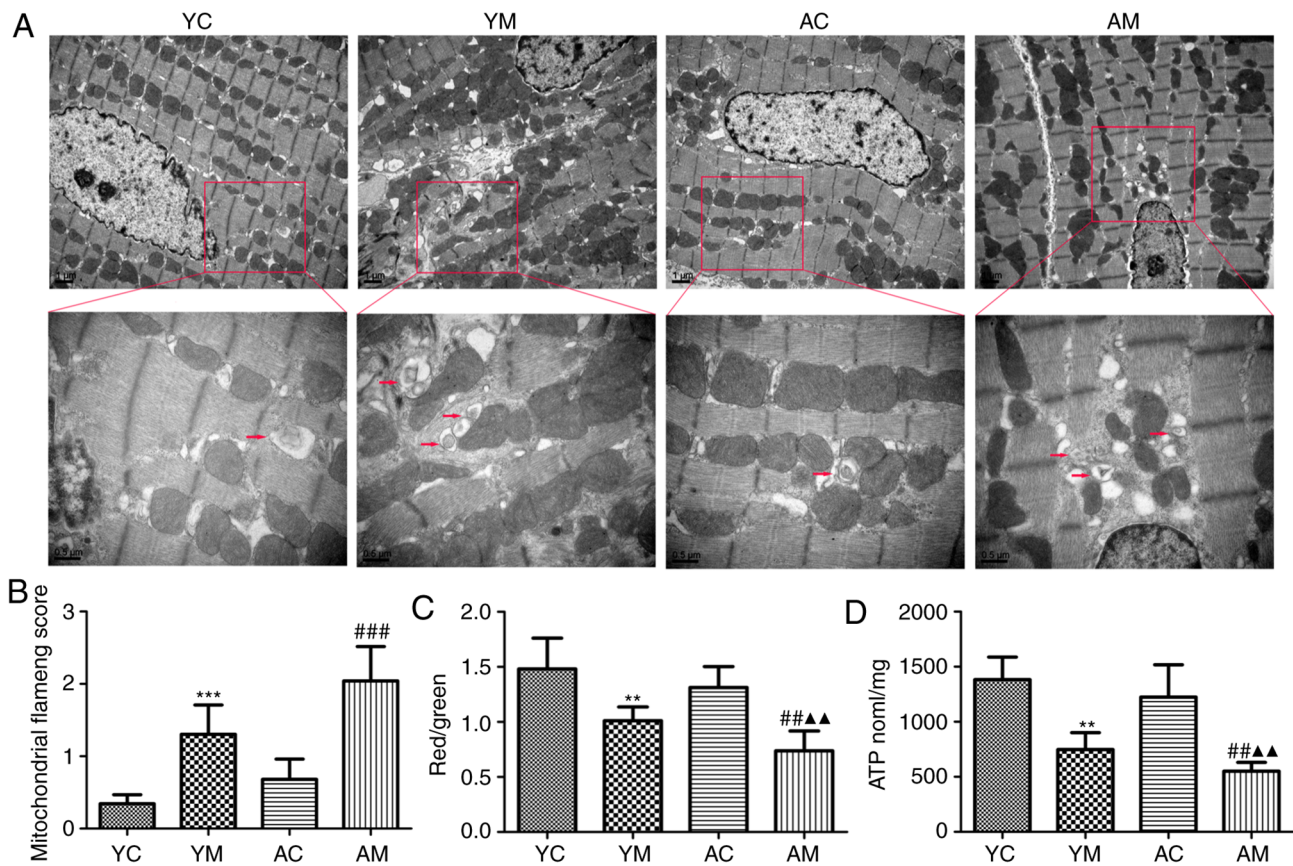 A
YC
YM
AC
AM
1 µm
1 µm
1 µm
0.5 µm
0.5 µm
0.5 µm
0.5 µm
B
Mitochondrial flameng score
3
2
1
0
***
###
YC
YM
AC
AM
C
Red/green
2.0
1.5
1.0
0.5
0.0
**
##▲▲
YC
YM
AC
AM
D
ATP noml/mg
2000
1500
1000
500
0
**
##▲▲
YC
YM
AC
AM